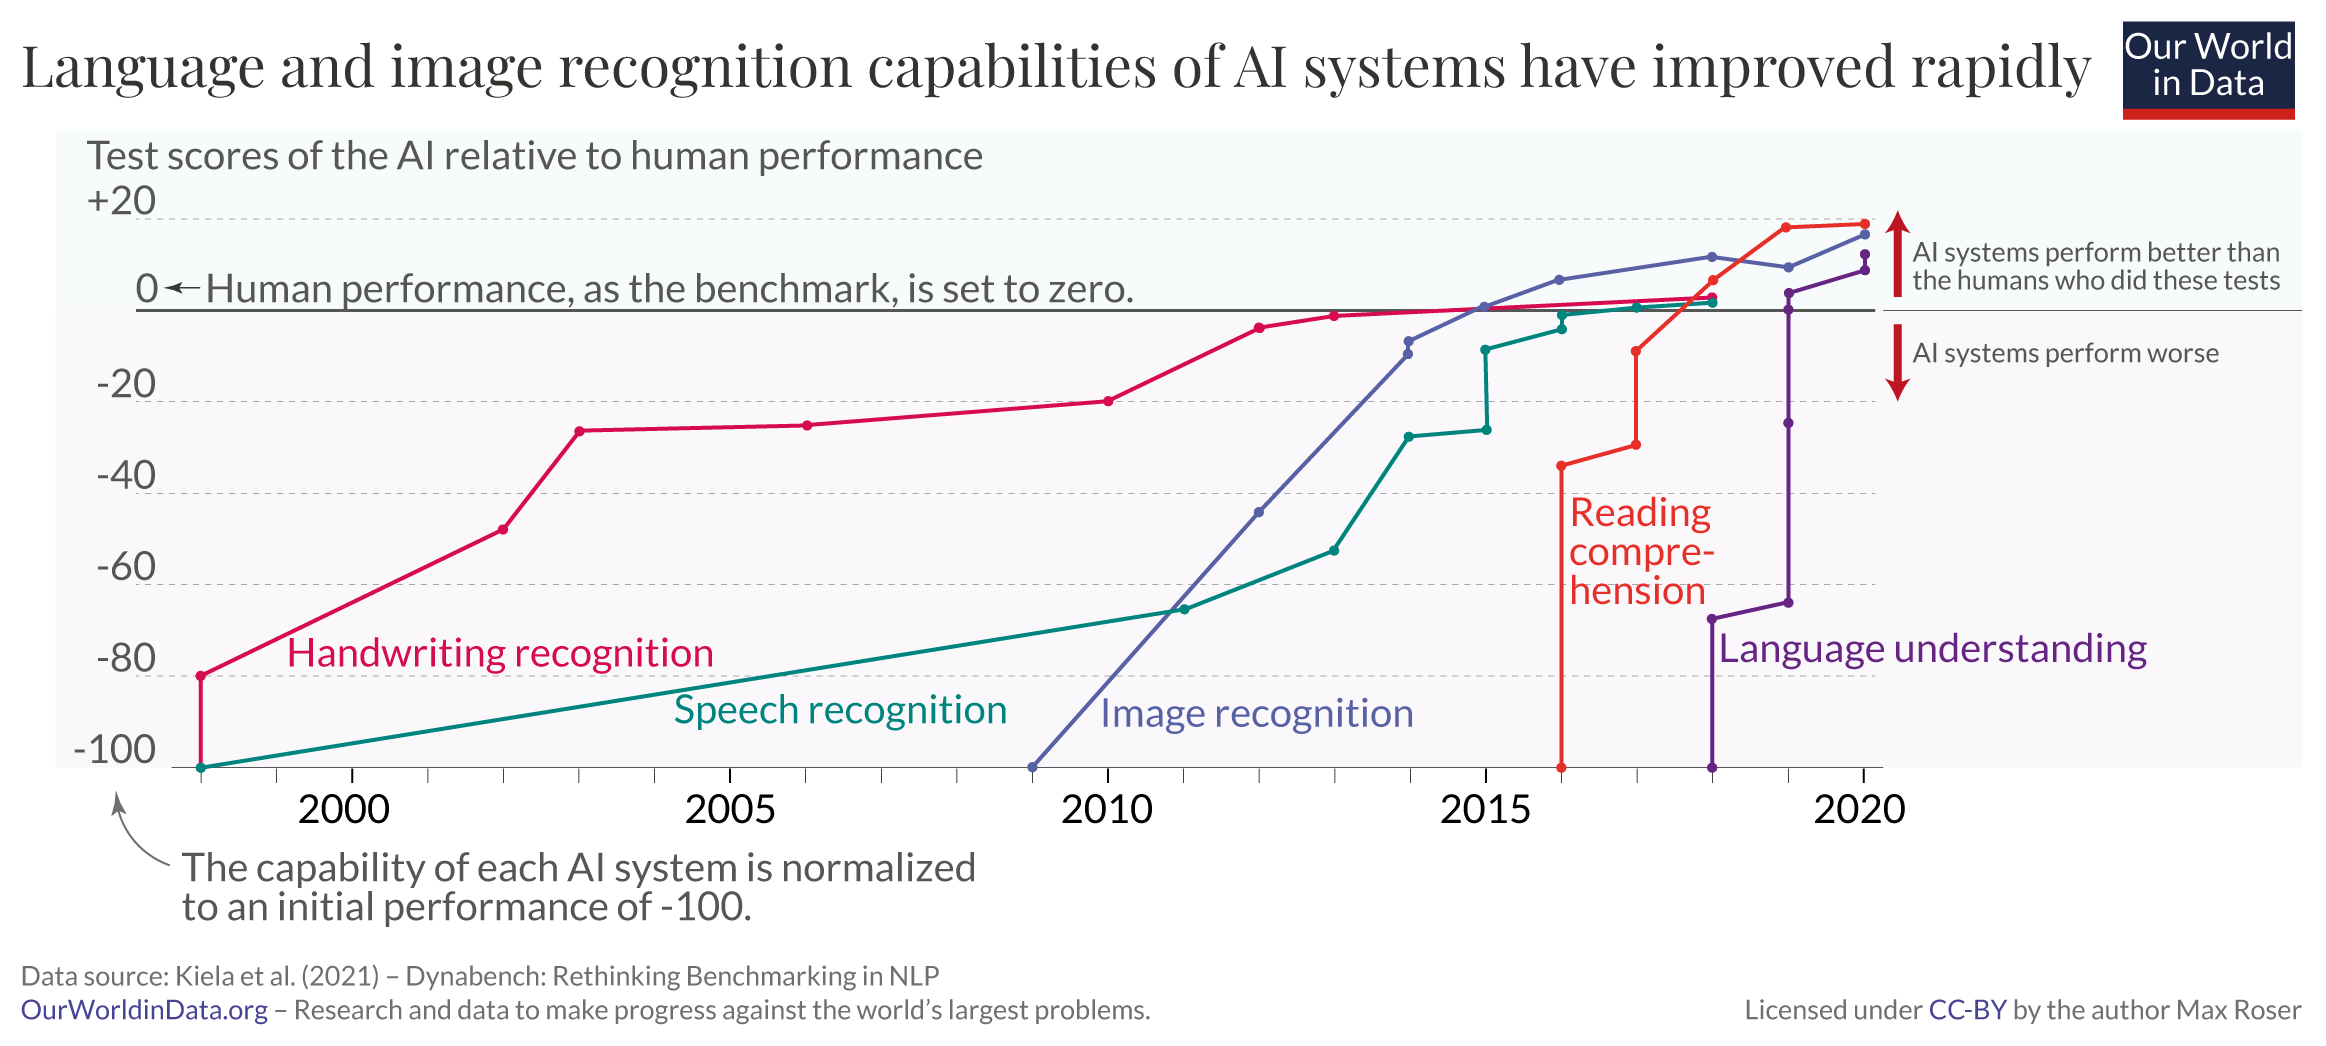 Language and image recognition capabilities of AI systems have improved rapidly
Our World
in Data
Test scores of the AI relative to human performance
+20
0 ← Human performance, as the benchmark, is set to zero.
AI systems perform better than
the humans who did these tests
AI systems perform worse
-20
-40
-60
-80
-100
Reading
compre-
hension
Handwriting recognition
Language understanding
Speech recognition
Image recognition
2000
2005
2010
2015
2020
The capability of each AI system is normalized
to an initial performance of -100.
Data source: Kiela et al. (2021) – Dynabench: Rethinking Benchmarking in NLP
OurWorldinData.org – Research and data to make progress against the world's largest problems.
Licensed under CC-BY by the author Max Roser